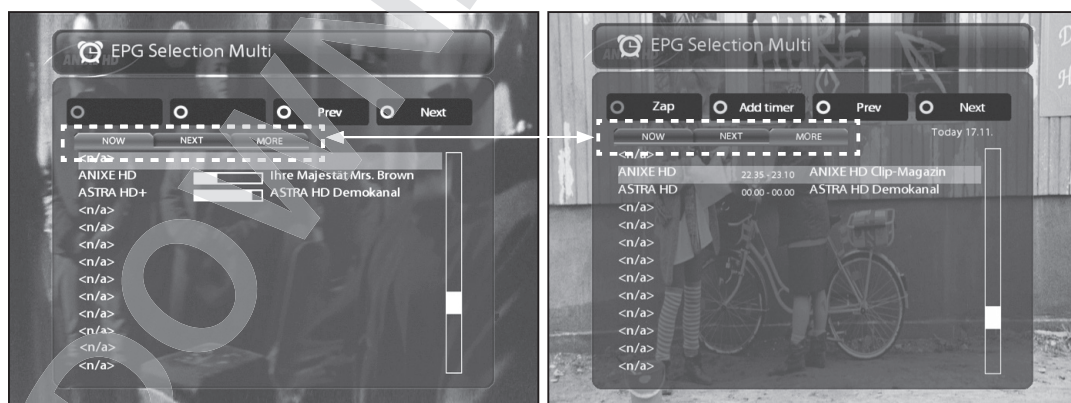 EPG Selection Multi
Prev Next
NOW NEXT MORE
<n/a>
ANIXE HD Ihre Majestät Mrs. Brown
ASTRA HD+ ASTRA HD Demokanal
<n/a>
<n/a>
<n/a>
<n/a>
<n/a>
<n/a>
<n/a>
<n/a>
<n/a>
<n/a>
EPG Selection Multi
Zap Add timer Prev Next
NOW NEXT MORE Today 17.11.
<n/a>
ANIXE HD 22.35 - 23.10 ANIXE HD Clip-Magazin
ASTRA HD 00.00 - 00.00 ASTRA HD Demokanal
<n/a>
<n/a>
<n/a>
<n/a>
<n/a>
<n/a>
<n/a>
<n/a>
<n/a>
<n/a>